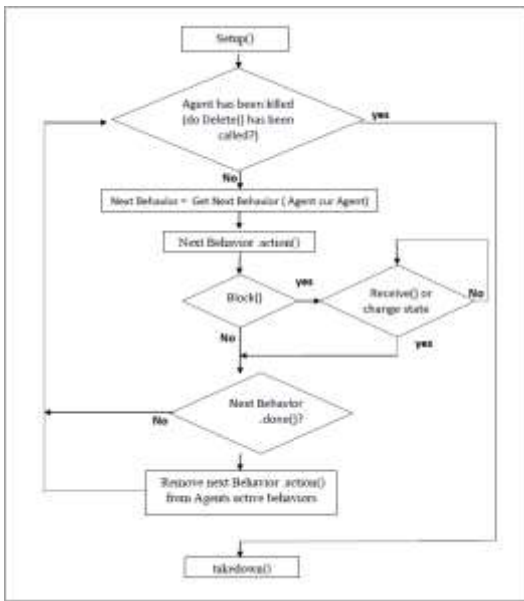 Setup()
Agent has been killed
(do Delete() has been
called?)
yes
No
Next Behavior = Get Next Behavior ( Agent cur Agent)
Next Behavior .action()
Block()
yes
Receive() or
change state
No
No
yes
Next Behavior
.done()?
No
Remove next Behavior .action()
from Agents active behaviors
takedown()